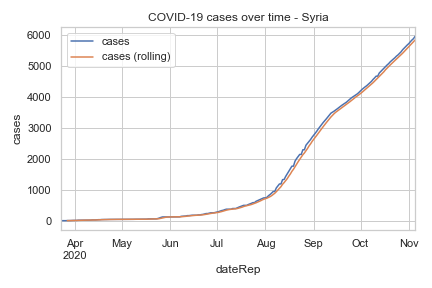 COVID-19 cases over time - Syria
cases
cases (rolling)
6000
5000
4000
3000
2000
1000
0
cases
Apr
2020
May
Jun
Jul
Aug
Sep
Oct
Nov
dateRep